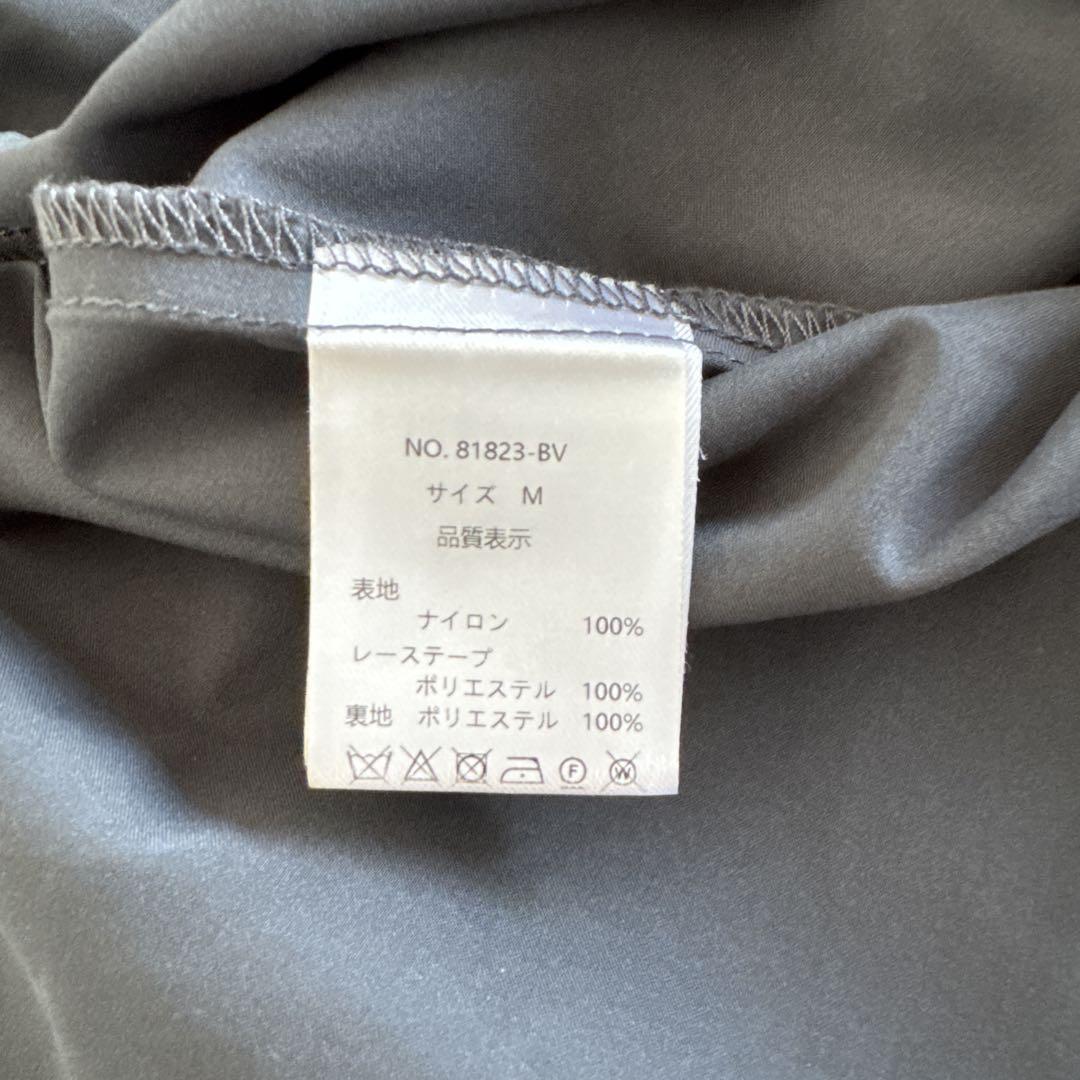 NO. 81823-BV
サイズ M
品質表示
表地
ナイロン 100%
レーステープ
ポリエステル 100%
裏地 ポリエステル 100%
F W